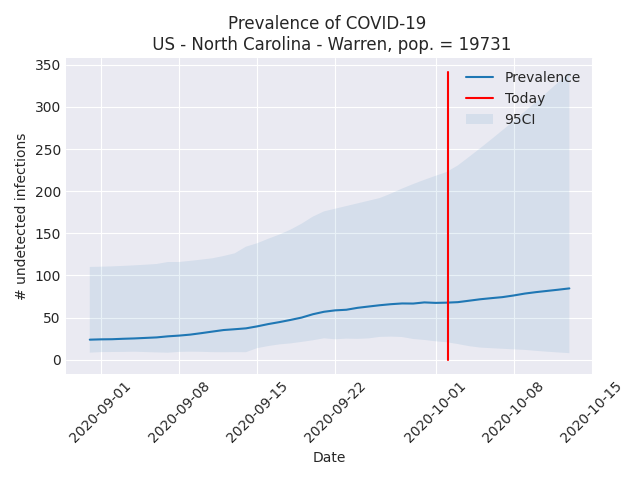 Prevalence of COVID-19
US - North Carolina - Warren, pop. = 19731
# undetected infections
350
300
250
200
150
100
50
0
Prevalence
Today
95CI
2020-09-01
2020-09-08
2020-09-15
2020-09-22
2020-10-01
2020-10-08
2020-10-15
Date